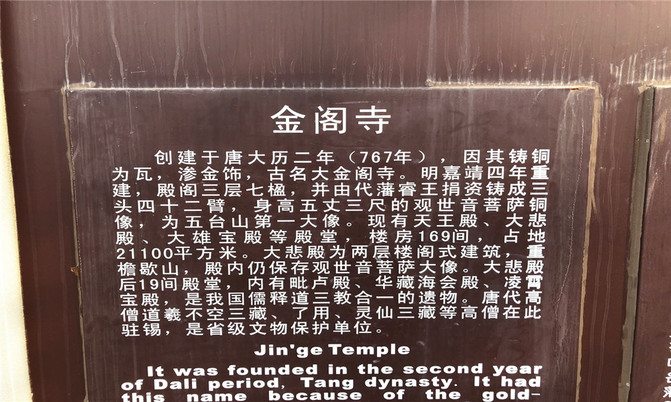 金阁寺
创建于唐大历二年（767年），因其铸铜
为瓦，渗金饰，古名大金阁寺。明嘉靖四年重
建，殿阁三层七楹，并由代藩睿王捐资铸成三
头四十二臂，身高五丈三尺的观世音菩萨铜
像，为五台山第一大像。现有天王殿、大悲
殿、大雄宝殿等殿堂，楼房169间，占地
21100平方米。大悲殿为两层楼阁式建筑，重
檐歇山，殿内仍保存观世音菩萨大像。大悲殿
后19间殿堂，内有毗卢殿、华藏海会殿、凌霄
宝殿，是我国儒释道三教合一的遗物。唐代高
僧道羲不空三藏、了用、灵仙三藏等高僧在此
驻锡，是省级文物保护单位。
Jin'ge Temple
It was founded in the second year
of Dali period, Tang dynasty. It had
this name because of the gold-